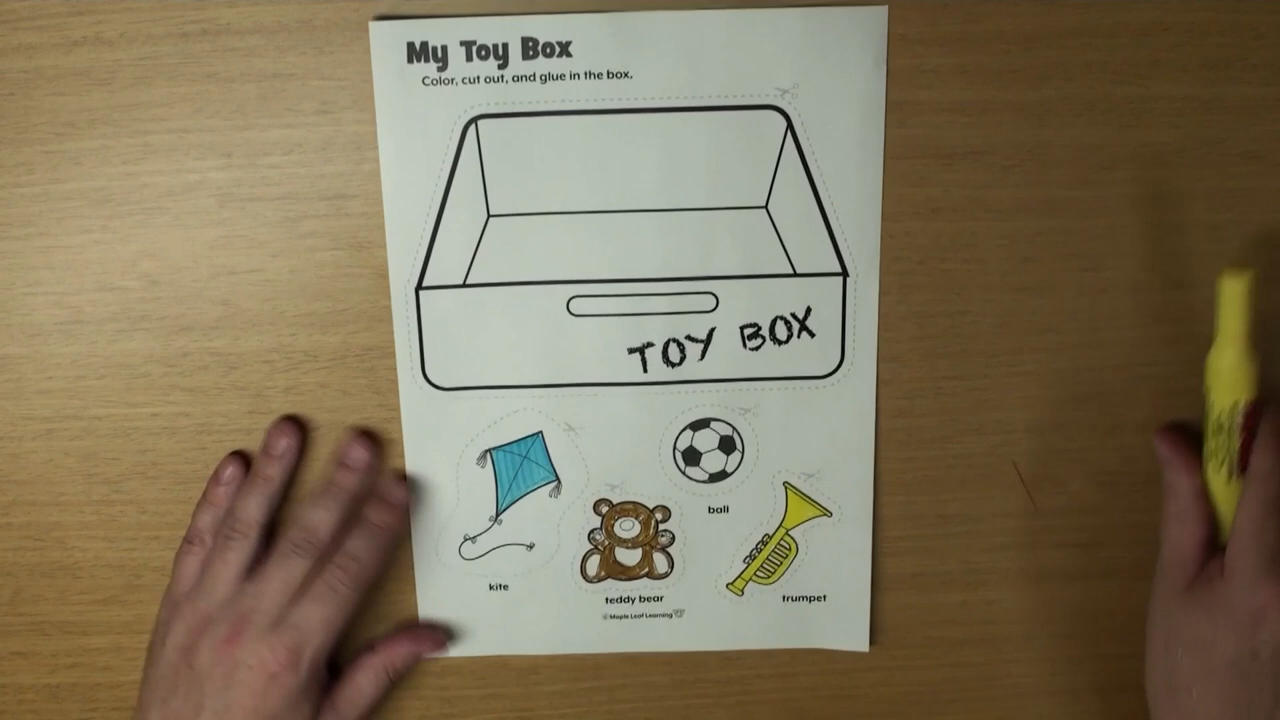 My Toy Box
Color, cut out, and glue in the box.
TOY BOX
ball
kite
teddy bear
trumpet
©Maple Leaf Learning